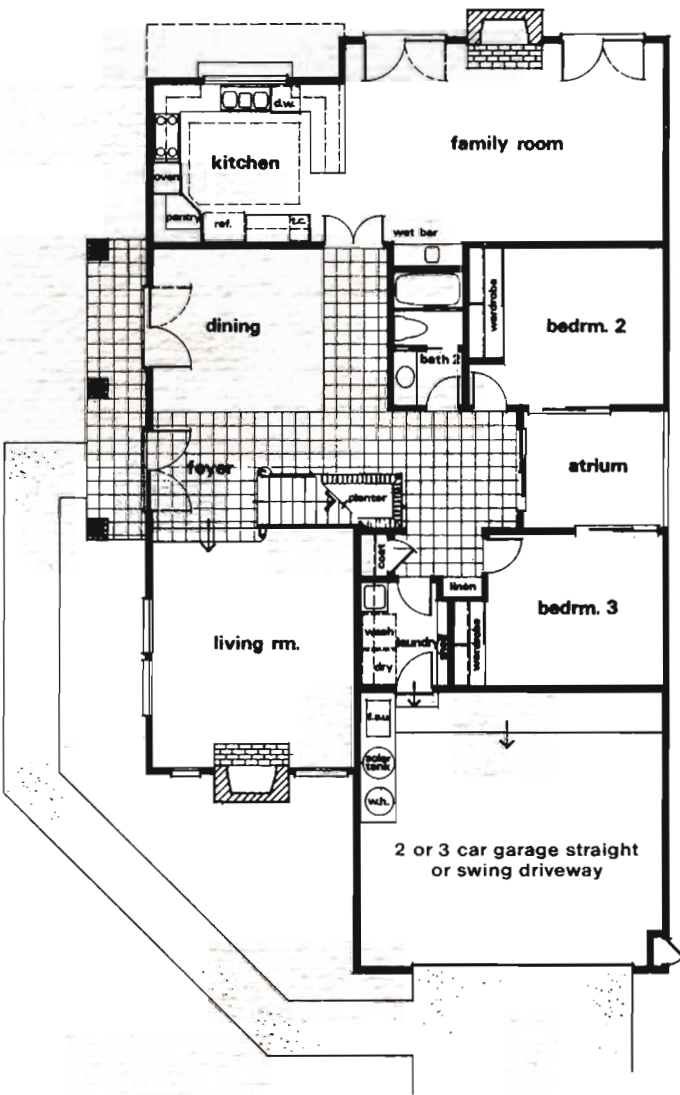 d.w.
kitchen
family room
oven
pantry
ref.
t.c.
wet bar
dining
wardrobe
bedrm. 2
bath 2
foyer
atrium
planter
coat
linen
bedrm. 3
living rm.
wash
laundry
shelf
wardrobe
dry
f.a.u
solar
tank
w.h.
2 or 3 car garage straight
or swing driveway